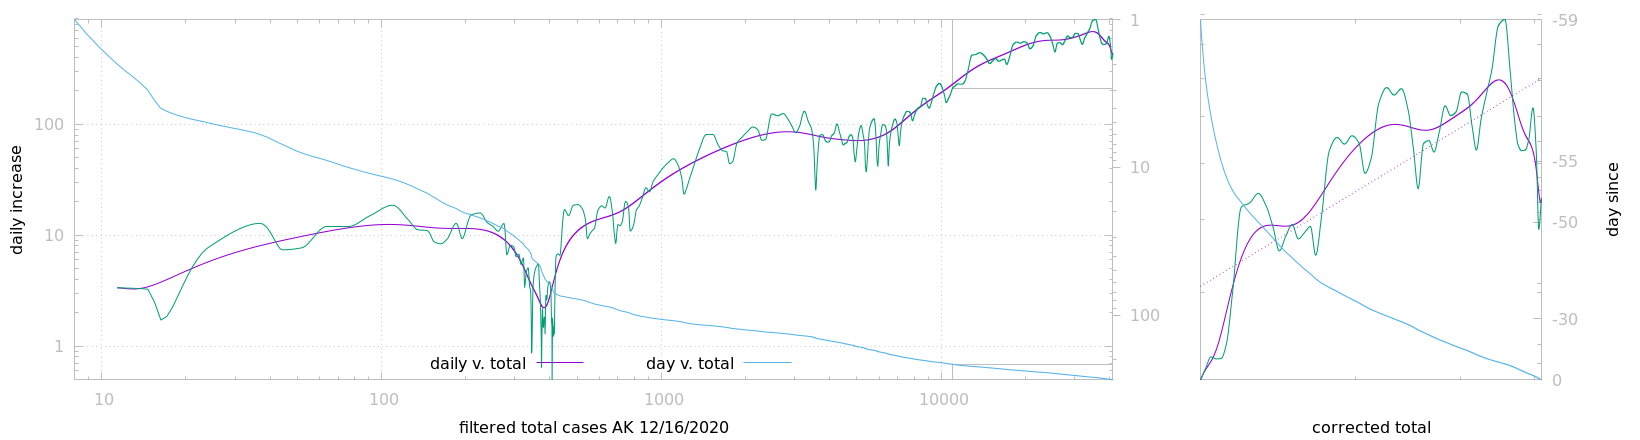 daily increase
100
10
1
10
100
1000
10000
filtered total cases AK 12/16/2020
daily v. total
day v. total
1
10
100
-59
-55
-50
-30
0
day since
corrected total